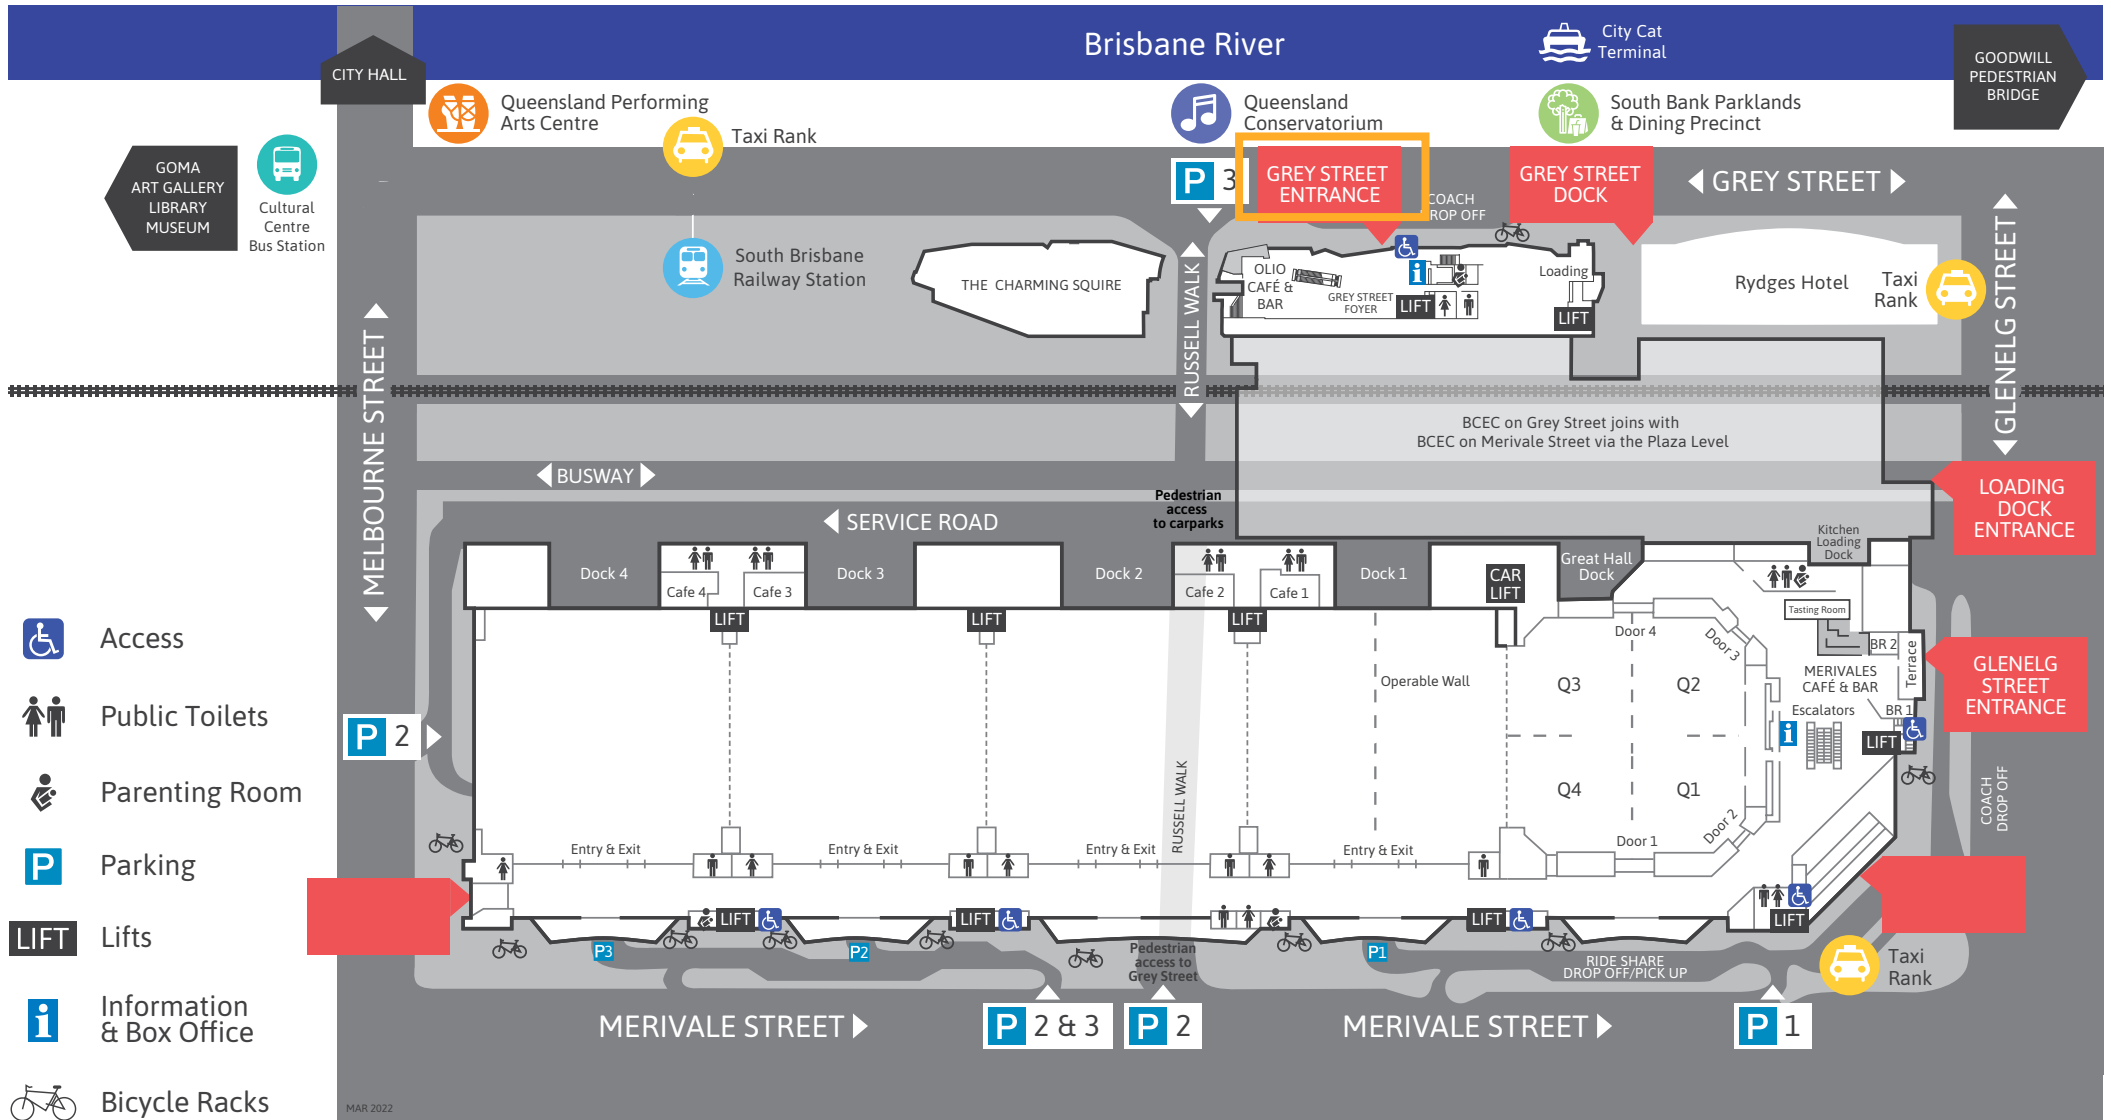 Brisbane River
City Cat
Terminal
CITY HALL
GOODWILL
PEDESTRIAN
BRIDGE
Queensland Performing
Arts Centre
Taxi Rank
Queensland
Conservatorium
South Bank Parklands
& Dining Precinct
GOMA
ART GALLERY
LIBRARY
MUSEUM
Cultural
Centre
Bus Station
P 3
GREY STREET
ENTRANCE
COACH
DROP OFF
GREY STREET
DOCK
GREY STREET
South Brisbane
Railway Station
THE CHARMING SQUIRE
RUSSELL WALK
OLIO
CAFÉ &
BAR
GREY STREET
FOYER
i
LIFT
Loading
LIFT
Rydges Hotel
Taxi
Rank
GLENELG STREET
MELBOURNE STREET
BCEC on Grey Street joins with
BCEC on Merivale Street via the Plaza Level
BUSWAY
SERVICE ROAD
Pedestrian
access
to carparks
LOADING
DOCK
ENTRANCE
Dock 4
Cafe 4
Cafe 3
Dock 3
Dock 2
Cafe 2
Cafe 1
Dock 1
CAR
LIFT
Great Hall
Dock
Kitchen
Loading
Dock
LIFT
LIFT
LIFT
Tasting Room
Door 4
Door 3
BR 2
Terrace
Operable Wall
Q3
Q2
MERIVALES
CAFÉ & BAR
GLENELG
STREET
ENTRANCE
Escalators
BR 1
i
LIFT
P 2
Q4
Q1
RUSSELL WALK
COACH
DROP OFF
Door 1
Door 2
Entry & Exit
Entry & Exit
Entry & Exit
Entry & Exit
LIFT
LIFT
LIFT
LIFT
P3
P2
P1
Pedestrian
access to
Grey Street
RIDE SHARE
DROP OFF/PICK UP
Taxi
Rank
MERIVALE STREET
P 2 & 3
P 2
MERIVALE STREET
P 1
Access
Public Toilets
Parenting Room
P Parking
LIFT Lifts
i Information
& Box Office
Bicycle Racks
MAR 2022